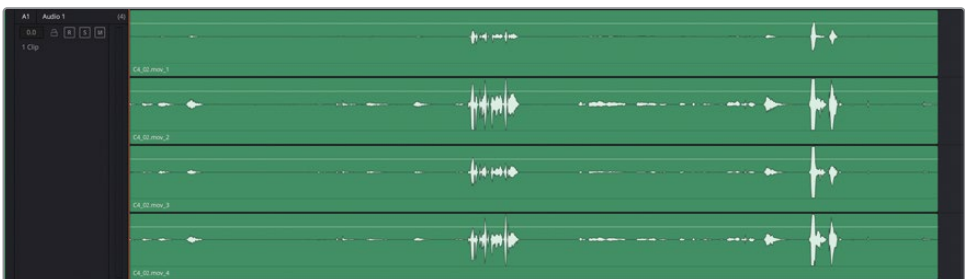 A1 Audio 1 (4)
0.0 R S M
1 Clip
C4_02.mov_1
C4_02.mov_2
C4_02.mov_3
C4_02.mov_4